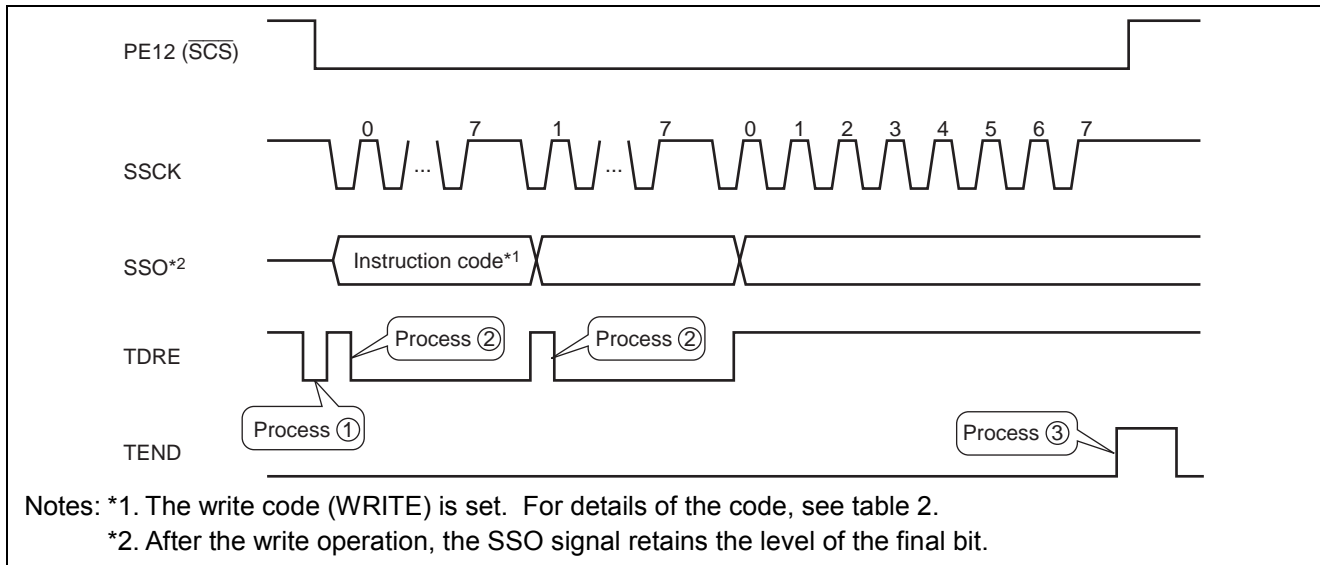 PE12 (SCS)
0 7 1 7 0 1 2 3 4 5 6 7
SSCK
... ...
SSO*2
Instruction code*1
TDRE
Process ②
Process ②
Process ①
Process ③
TEND
Notes: *1. The write code (WRITE) is set. For details of the code, see table 2.
*2. After the write operation, the SSO signal retains the level of the final bit.